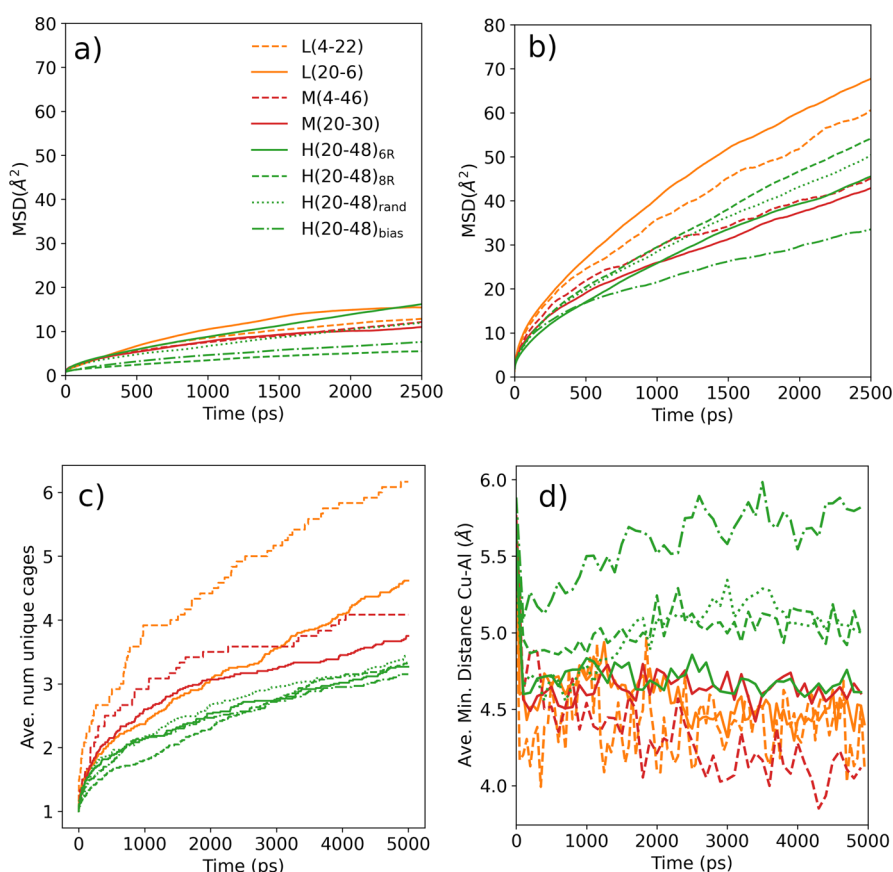 a)
MSD(Å²)
80
70
60
50
40
30
20
10
0
L(4-22)
L(20-6)
M(4-46)
M(20-30)
H(20-48)6R
H(20-48)8R
H(20-48)rand
H(20-48)bias
0 500 1000 1500 2000 2500
Time (ps)
b)
MSD(Å²)
80
70
60
50
40
30
20
10
0
0 500 1000 1500 2000 2500
Time (ps)
c)
Ave. num unique cages
6
5
4
3
2
1
0 1000 2000 3000 4000 5000
Time (ps)
d)
Ave. Min. Distance Cu-Al (Å)
6.0
5.5
5.0
4.5
4.0
0 1000 2000 3000 4000 5000
Time (ps)